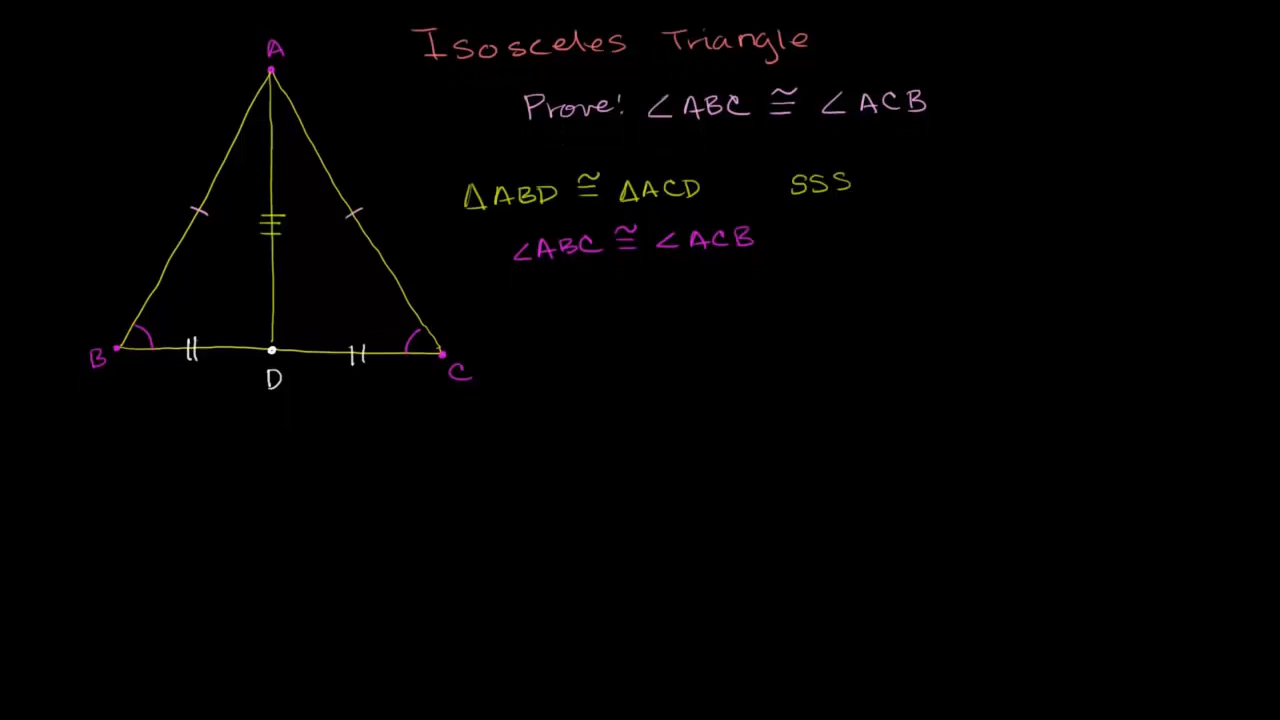 A
Isosceles Triangle
Prove: ∠ABC ≅ ∠ACB
ΔABD ≅ ΔACD SSS
∠ABC ≅ ∠ACB
B
D
C